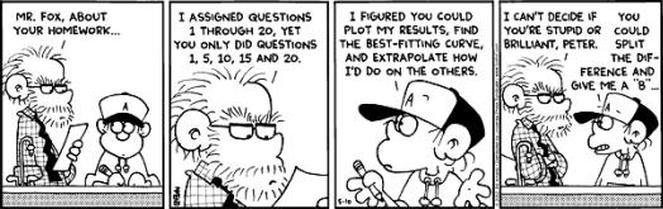 MR. FOX, ABOUT
YOUR HOMEWORK...
A
I ASSIGNED QUESTIONS
1 THROUGH 20, YET
YOU ONLY DID QUESTIONS
1, 5, 10, 15 AND 20.
I FIGURED YOU COULD
PLOT MY RESULTS, FIND
THE BEST-FITTING CURVE,
AND EXTRAPOLATE HOW
I'D DO ON THE OTHERS.
A
5-10
I CAN'T DECIDE IF
YOU'RE STUPID OR
BRILLIANT, PETER.
YOU
COULD
SPLIT
THE DIF-
FERENCE AND
GIVE ME A "B"...
A